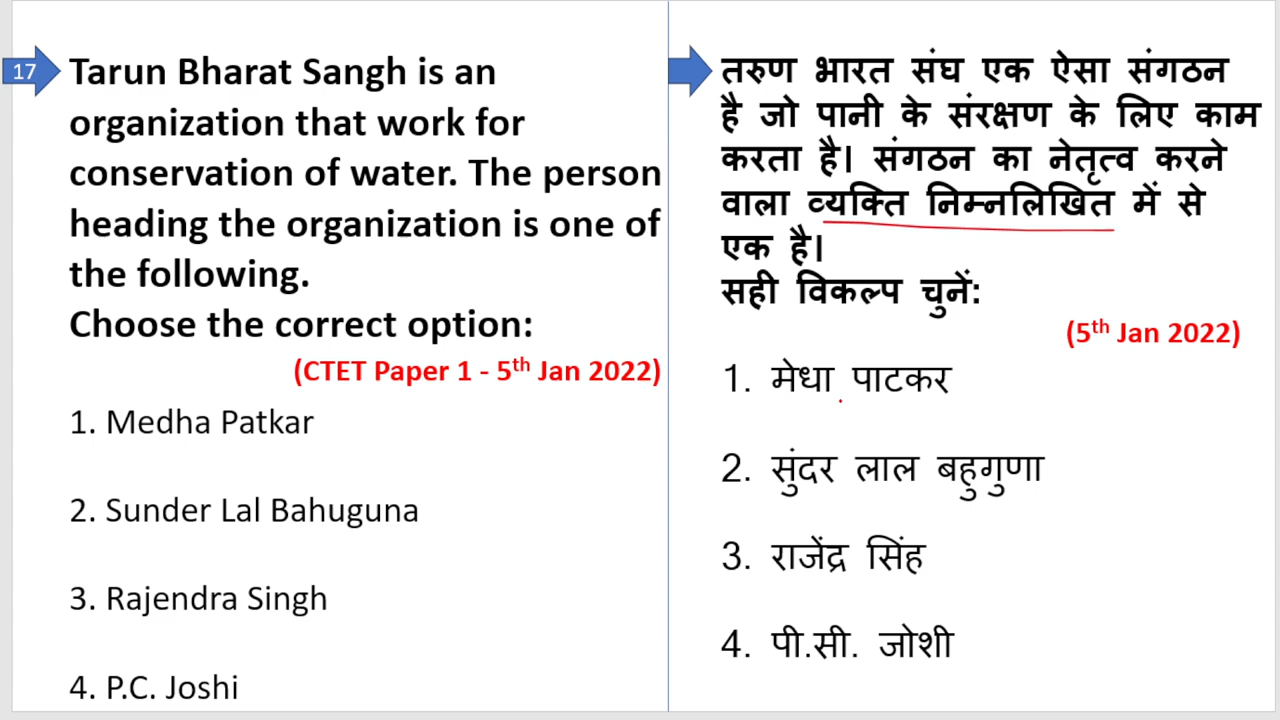 17
Tarun Bharat Sangh is an
organization that work for
conservation of water. The person
heading the organization is one of
the following.
Choose the correct option:
(CTET Paper 1 - 5th Jan 2022)
1. Medha Patkar
2. Sunder Lal Bahuguna
3. Rajendra Singh
4. P.C. Joshi
तरुण भारत संघ एक ऐसा संगठन
है जो पानी के संरक्षण के लिए काम
करता है। संगठन का नेतृत्व करने
वाला व्यक्ति निम्नलिखित में से
एक है।
सही विकल्प चुनें:
(5th Jan 2022)
1. मेधा पाटकर
2. सुंदर लाल बहुगुणा
3. राजेंद्र सिंह
4. पी.सी. जोशी